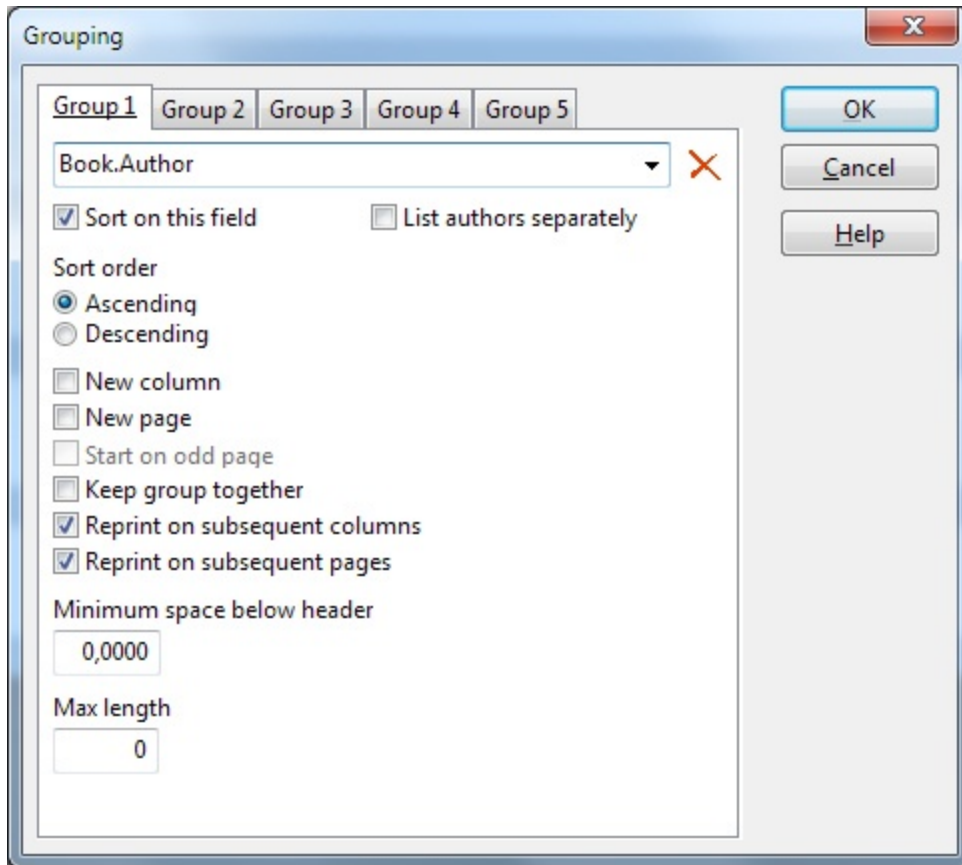 Grouping
Group 1 Group 2 Group 3 Group 4 Group 5
OK
Book.Author
Cancel
Sort on this field List authors separately
Help
Sort order
Ascending
Descending
New column
New page
Start on odd page
Keep group together
Reprint on subsequent columns
Reprint on subsequent pages
Minimum space below header
0,0000
Max length
0